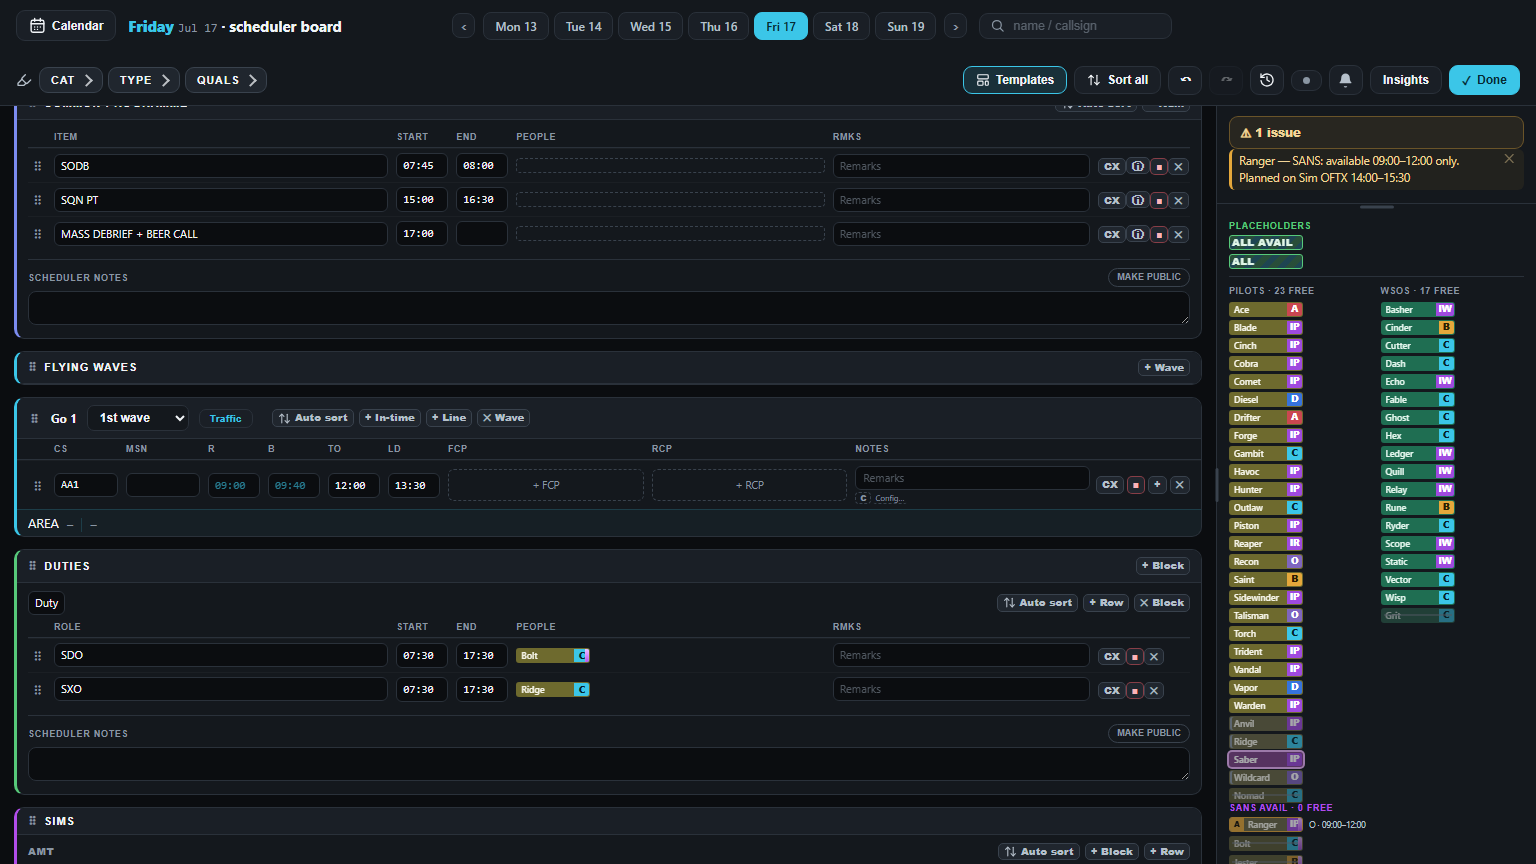 Calendar
Friday Jul 17 · scheduler board
‹ Mon 13 Tue 14 Wed 15 Thu 16 Fri 17 Sat 18 Sun 19 ›
name / callsign
CAT TYPE QUALS
Templates Sort all Insights ✓ Done
ITEM START END PEOPLE RMKS
SODB 07:45 08:00 Remarks CX
SQN PT 15:00 16:30 Remarks CX
MASS DEBRIEF + BEER CALL 17:00 Remarks CX
SCHEDULER NOTES MAKE PUBLIC
FLYING WAVES + Wave
Go 1 1st wave Traffic Auto sort + In-time + Line × Wave
CS MSN R B TO LD FCP RCP NOTES
AA1 09:00 09:40 12:00 13:30 + FCP + RCP Remarks CX
C Config...
AREA – –
DUTIES + Block
Duty Auto sort + Row × Block
ROLE START END PEOPLE RMKS
SDO 07:30 17:30 Bolt C Remarks CX
SXO 07:30 17:30 Ridge C Remarks CX
SCHEDULER NOTES MAKE PUBLIC
SIMS
AMT Auto sort + Block + Row
⚠ 1 issue
Ranger — SANS: available 09:00–12:00 only.
Planned on Sim OFTX 14:00–15:30
PLACEHOLDERS
ALL AVAIL
ALL
PILOTS · 23 FREE
Ace A
Blade IP
Cinch IP
Cobra IP
Comet IP
Diesel D
Drifter A
Forge IP
Gambit C
Havoc IP
Hunter IP
Outlaw C
Piston IP
Reaper IR
Recon O
Saint B
Sidewinder IP
Talisman O
Torch C
Trident IP
Vandal IP
Vapor D
Warden IP
Anvil IP
Ridge C
Saber IP
Wildcard O
Nomad C
WSOS · 17 FREE
Basher IW
Cinder B
Cutter C
Dash C
Echo IW
Fable C
Ghost C
Hex C
Ledger IW
Quill IW
Relay IW
Rune B
Ryder C
Scope IW
Static IW
Vector C
Wisp C
Grit C
SANS AVAIL · 0 FREE
A Ranger IP O · 09:00–12:00
Bolt C